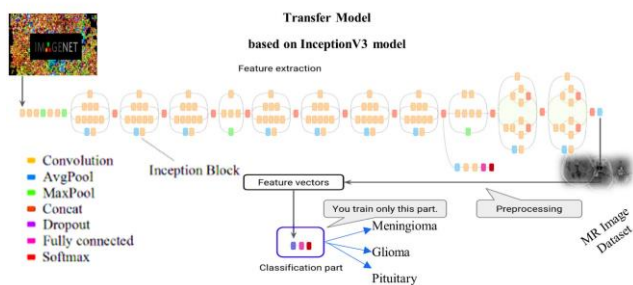 Transfer Model
based on InceptionV3 model
IMAGENET
Feature extraction
Inception Block
Convolution
AvgPool
MaxPool
Concat
Dropout
Fully connected
Softmax
Feature vectors
Preprocessing
MR Image
Dataset
You train only this part.
Classification part
Meningioma
Glioma
Pituitary